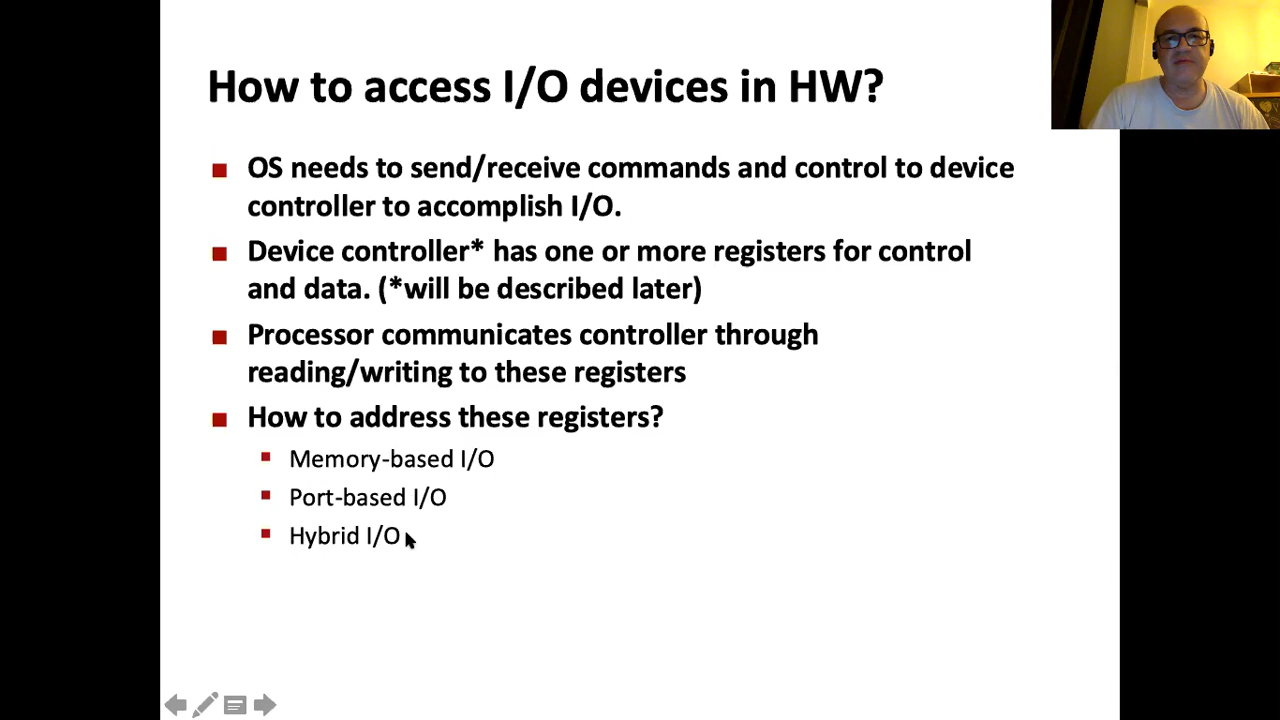 How to access I/O devices in HW?
OS needs to send/receive commands and control to device
controller to accomplish I/O.
Device controller* has one or more registers for control
and data. (*will be described later)
Processor communicates controller through
reading/writing to these registers
How to address these registers?
Memory-based I/O
Port-based I/O
Hybrid I/O